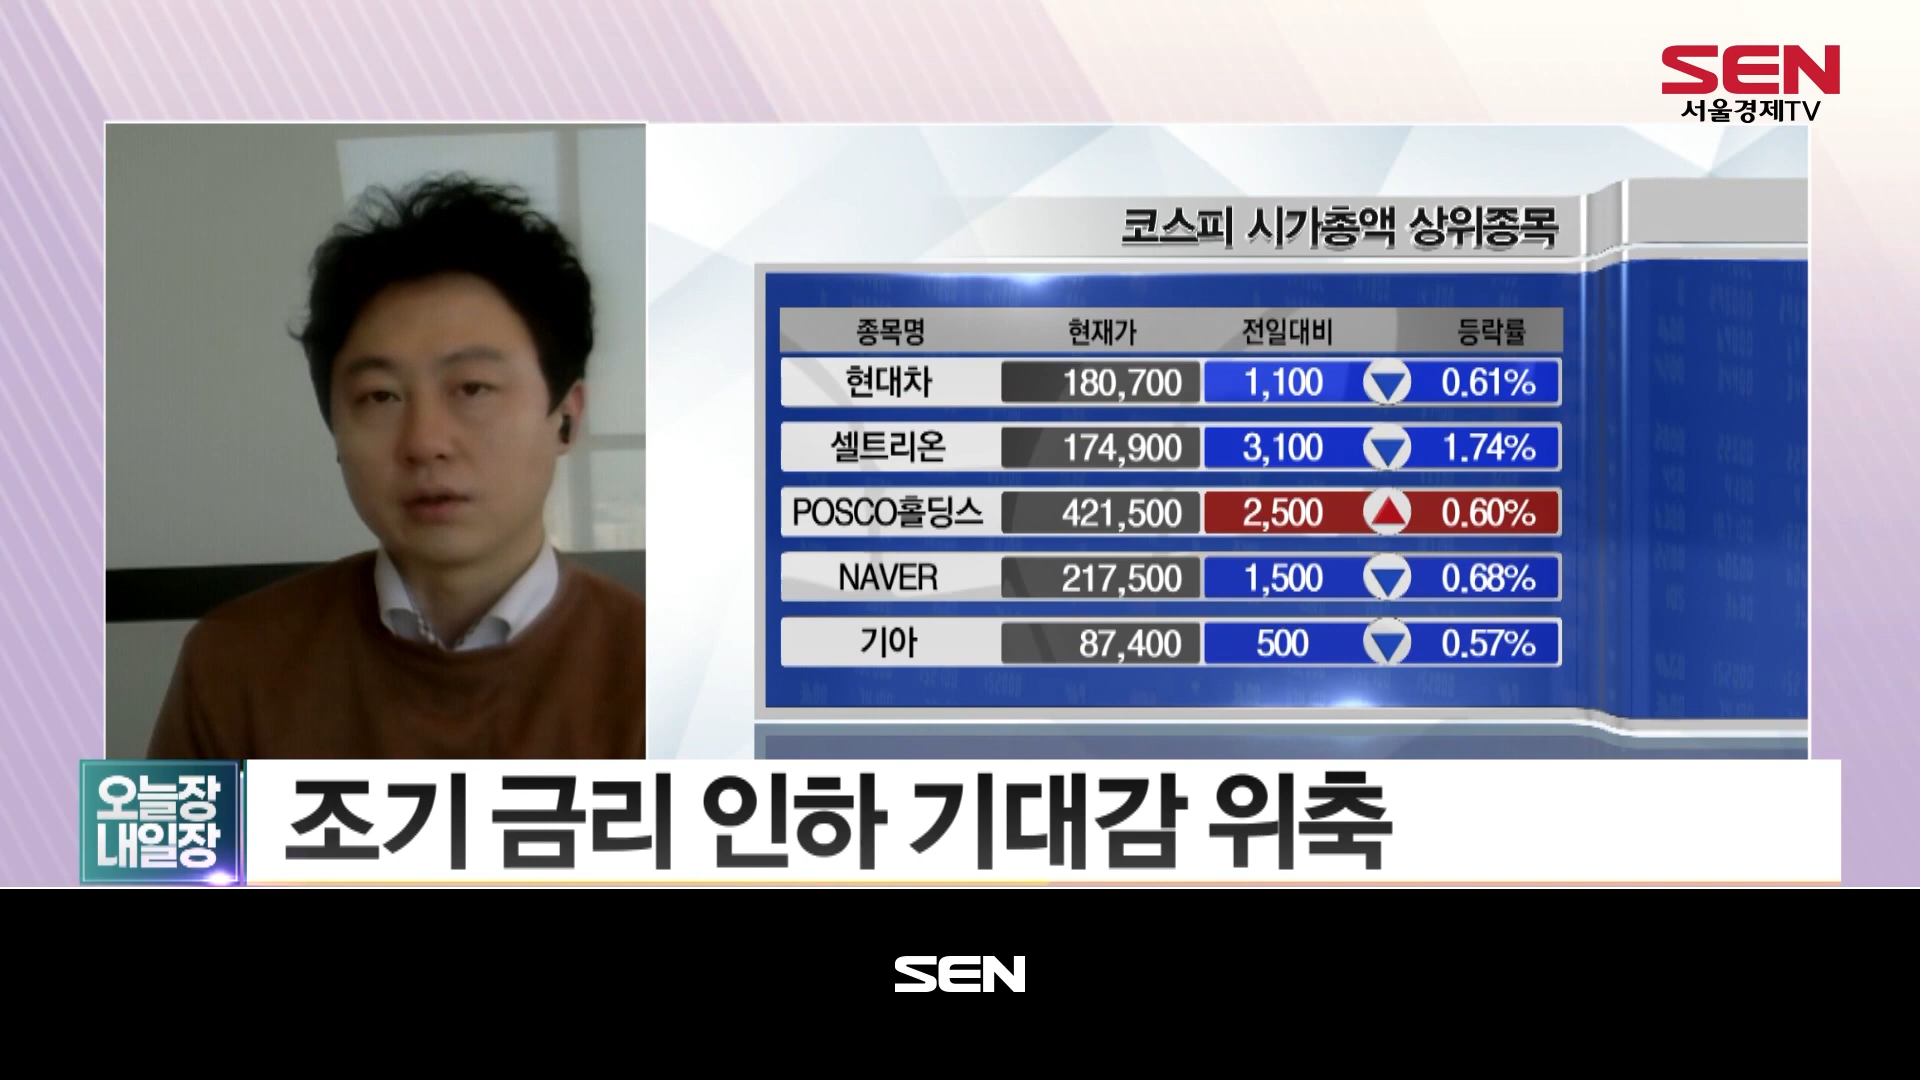 SEN
서울경제TV
코스피 시가총액 상위종목
종목명 현재가 전일대비 등락률
현대차 180,700 1,100 ▼ 0.61%
셀트리온 174,900 3,100 ▼ 1.74%
POSCO홀딩스 421,500 2,500 ▲ 0.60%
NAVER 217,500 1,500 ▼ 0.68%
기아 87,400 500 ▼ 0.57%
오늘장
내일장
조기 금리 인하 기대감 위축
SEN